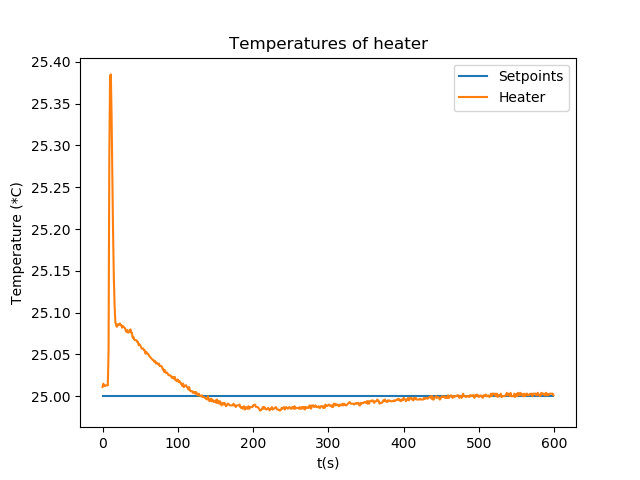 Temperatures of heater
Setpoints
Heater
Temperature (*C)
25.40
25.35
25.30
25.25
25.20
25.15
25.10
25.05
25.00
0 100 200 300 400 500 600
t(s)